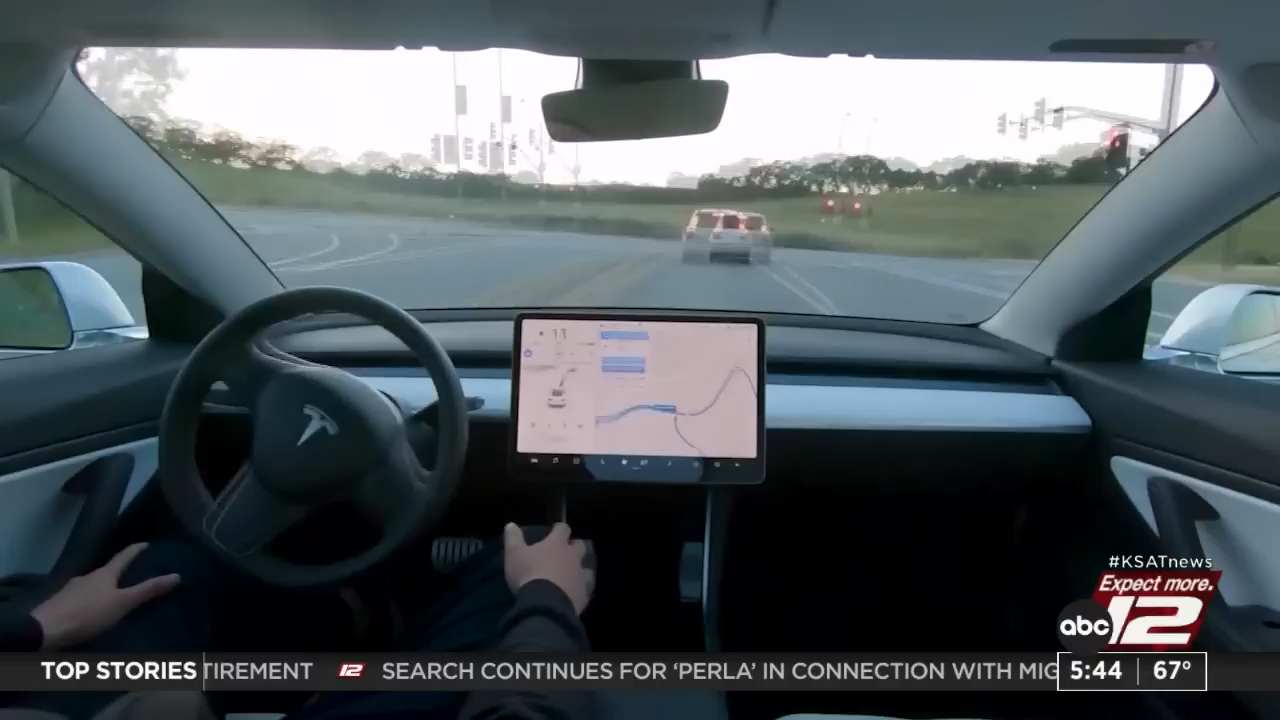 11
#KSATnews
Expect more.
abc 12
TOP STORIES TIREMENT 12 SEARCH CONTINUES FOR ‘PERLA’ IN CONNECTION WITH MIG 5:44 67°